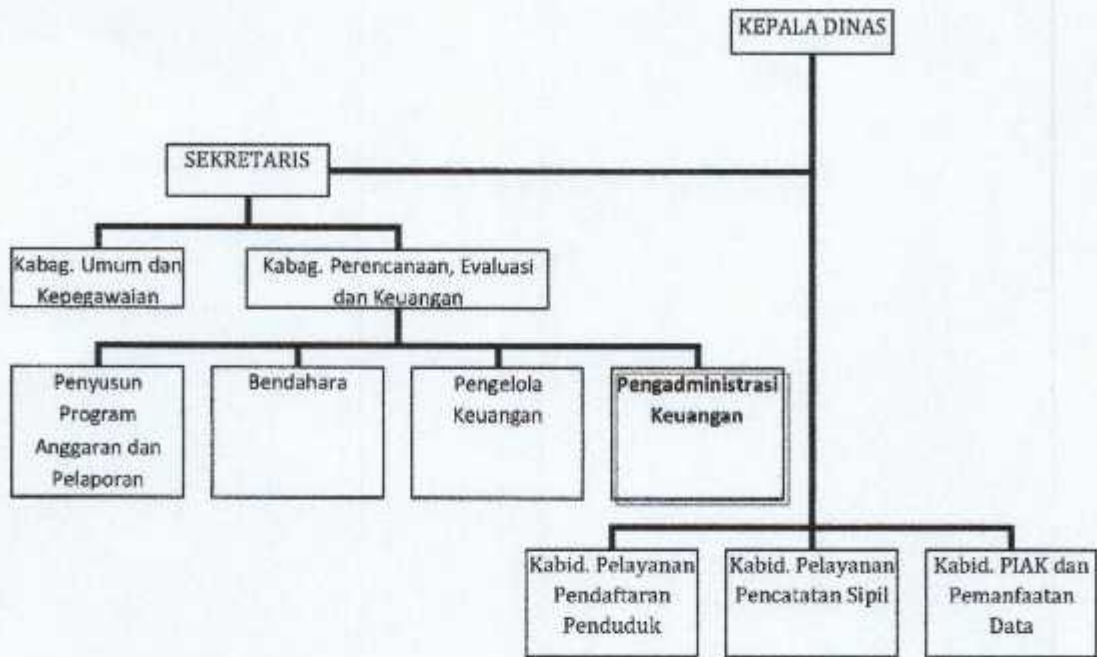 KEPALA DINAS
SEKRETARIS
Kabag. Umum dan
Kepegawaian
Kabag. Perencanaan, Evaluasi
dan Keuangan
Penyusun
Program
Anggaran dan
Pelaporan
Bendahara
Pengelola
Keuangan
Pengadministrasi
Keuangan
Kabid. Pelayanan
Pendaftaran
Penduduk
Kabid. Pelayanan
Pencatatan Sipil
Kabid. PIAK dan
Pemanfaatan
Data